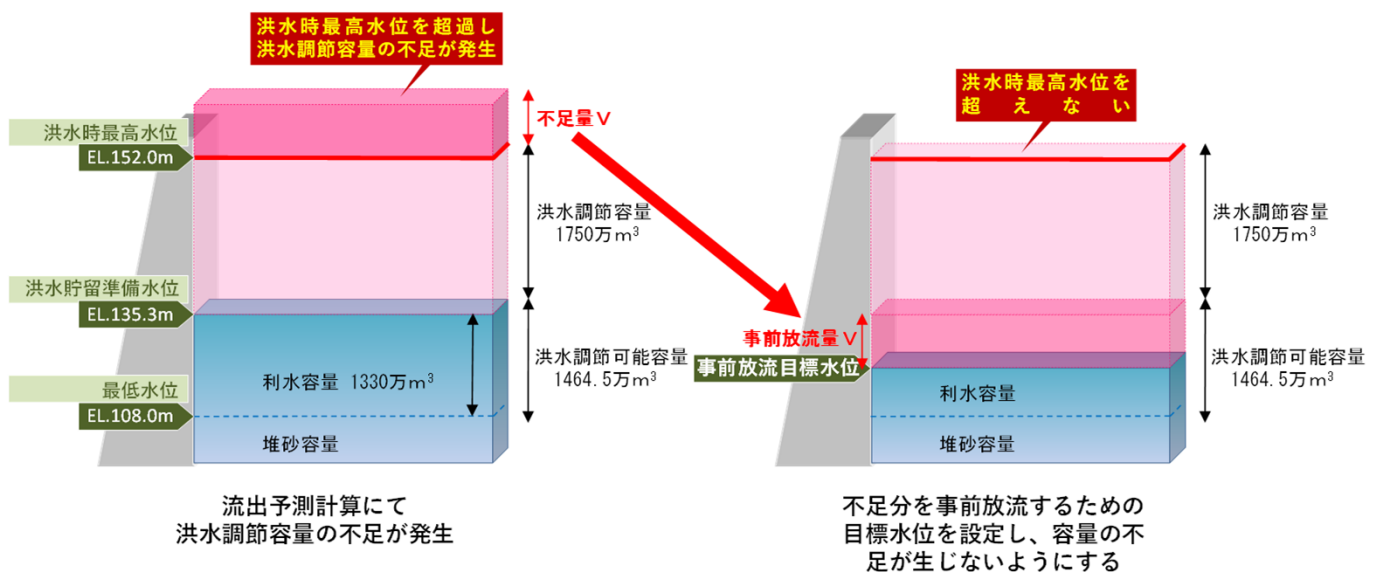 洪水時最高水位を超過し
洪水調節容量の不足が発生
不足量V
洪水時最高水位
EL.152.0m
洪水調節容量
1750万m³
洪水貯留準備水位
EL.135.3m
利水容量 1330万m³
洪水調節可能容量
1464.5万m³
最低水位
EL.108.0m
堆砂容量
流出予測計算にて
洪水調節容量の不足が発生
洪水時最高水位を
超えない
洪水調節容量
1750万m³
事前放流量V
事前放流目標水位
洪水調節可能容量
1464.5万m³
利水容量
堆砂容量
不足分を事前放流するための
目標水位を設定し、容量の不
足が生じないようにする